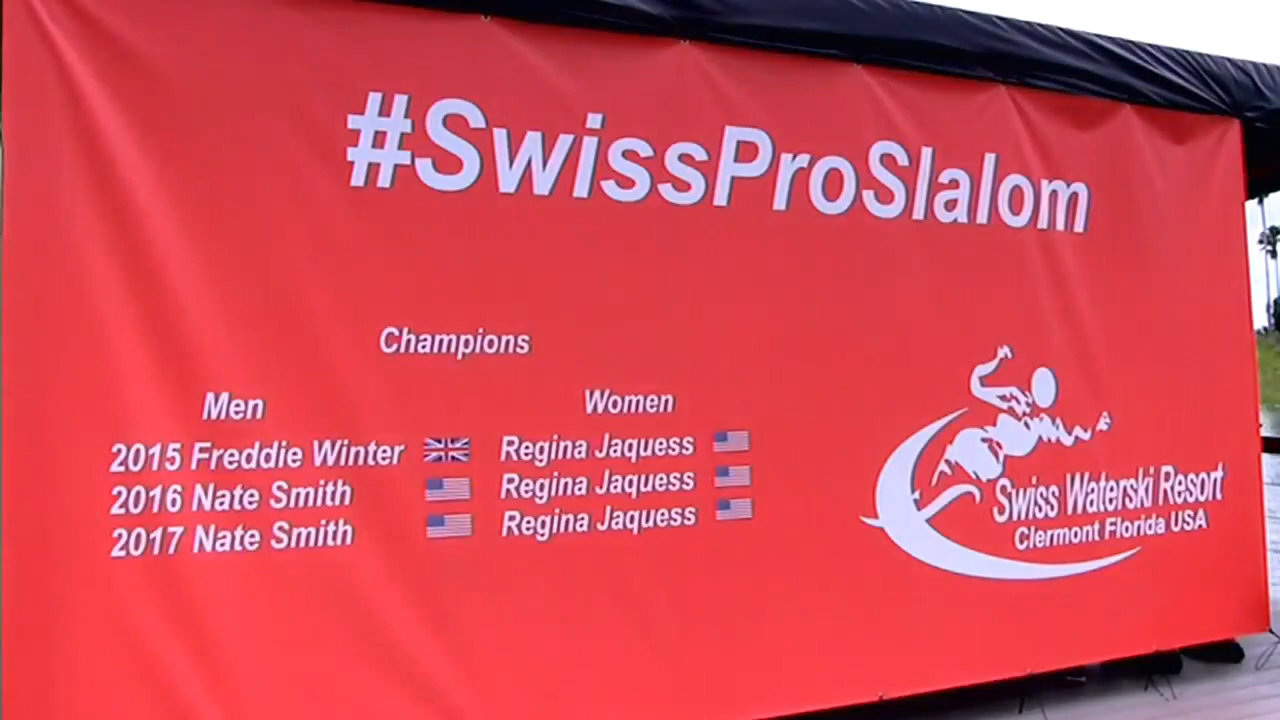 #SwissProSlalom
Champions
Men
Women
2015 Freddie Winter
Regina Jaquess
2016 Nate Smith
Regina Jaquess
2017 Nate Smith
Regina Jaquess
Swiss Waterski Resort
Clermont Florida USA